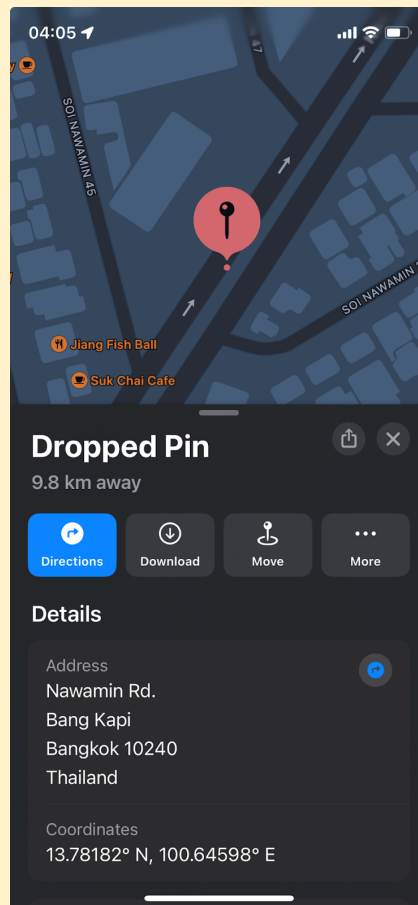 04:05
y
47
SOI NAWAMIN 45
SOI NAWAMIN 1
Jiang Fish Ball
Suk Chai Cafe
Dropped Pin
9.8 km away
Directions
Download
Move
More
Details
Address
Nawamin Rd.
Bang Kapi
Bangkok 10240
Thailand
Coordinates
13.78182° N, 100.64598° E